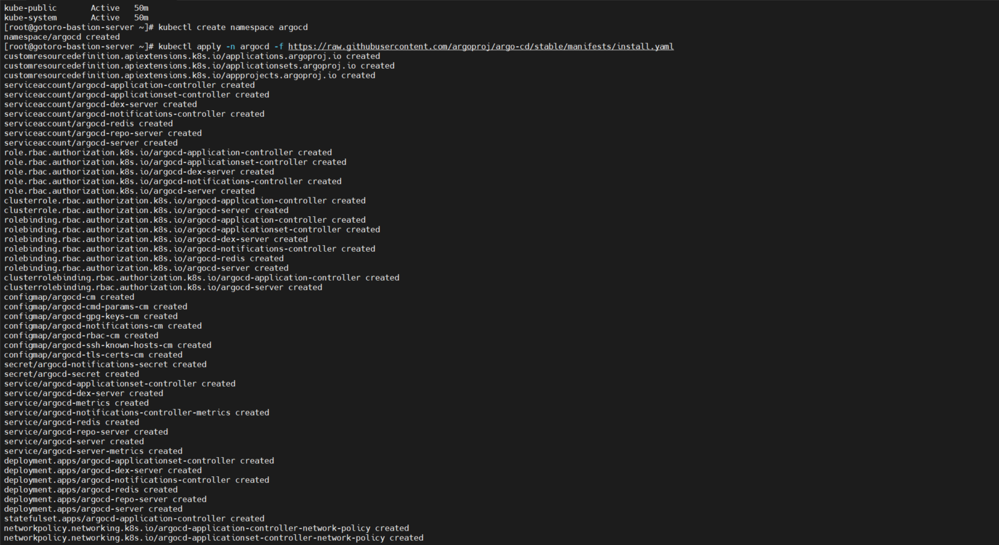 kube-public       Active   50m
kube-system       Active   50m
[root@gotoro-bastion-server ~]# kubectl create namespace argocd
namespace/argocd created
[root@gotoro-bastion-server ~]# kubectl apply -n argocd -f https://raw.githubusercontent.com/argoproj/argo-cd/stable/manifests/install.yaml
customresourcedefinition.apiextensions.k8s.io/applications.argoproj.io created
customresourcedefinition.apiextensions.k8s.io/applicationsets.argoproj.io created
customresourcedefinition.apiextensions.k8s.io/appprojects.argoproj.io created
serviceaccount/argocd-application-controller created
serviceaccount/argocd-applicationset-controller created
serviceaccount/argocd-dex-server created
serviceaccount/argocd-notifications-controller created
serviceaccount/argocd-redis created
serviceaccount/argocd-repo-server created
serviceaccount/argocd-server created
role.rbac.authorization.k8s.io/argocd-application-controller created
role.rbac.authorization.k8s.io/argocd-applicationset-controller created
role.rbac.authorization.k8s.io/argocd-dex-server created
role.rbac.authorization.k8s.io/argocd-notifications-controller created
role.rbac.authorization.k8s.io/argocd-server created
clusterrole.rbac.authorization.k8s.io/argocd-application-controller created
clusterrole.rbac.authorization.k8s.io/argocd-server created
rolebinding.rbac.authorization.k8s.io/argocd-application-controller created
rolebinding.rbac.authorization.k8s.io/argocd-applicationset-controller created
rolebinding.rbac.authorization.k8s.io/argocd-dex-server created
rolebinding.rbac.authorization.k8s.io/argocd-notifications-controller created
rolebinding.rbac.authorization.k8s.io/argocd-redis created
rolebinding.rbac.authorization.k8s.io/argocd-server created
clusterrolebinding.rbac.authorization.k8s.io/argocd-application-controller created
clusterrolebinding.rbac.authorization.k8s.io/argocd-server created
configmap/argocd-cm created
configmap/argocd-cmd-params-cm created
configmap/argocd-gpg-keys-cm created
configmap/argocd-notifications-cm created
configmap/argocd-rbac-cm created
configmap/argocd-ssh-known-hosts-cm created
configmap/argocd-tls-certs-cm created
secret/argocd-notifications-secret created
secret/argocd-secret created
service/argocd-applicationset-controller created
service/argocd-dex-server created
service/argocd-metrics created
service/argocd-notifications-controller-metrics created
service/argocd-redis created
service/argocd-repo-server created
service/argocd-server created
service/argocd-server-metrics created
deployment.apps/argocd-applicationset-controller created
deployment.apps/argocd-dex-server created
deployment.apps/argocd-notifications-controller created
deployment.apps/argocd-redis created
deployment.apps/argocd-repo-server created
deployment.apps/argocd-server created
statefulset.apps/argocd-application-controller created
networkpolicy.networking.k8s.io/argocd-application-controller-network-policy created
networkpolicy.networking.k8s.io/argocd-applicationset-controller-network-policy created